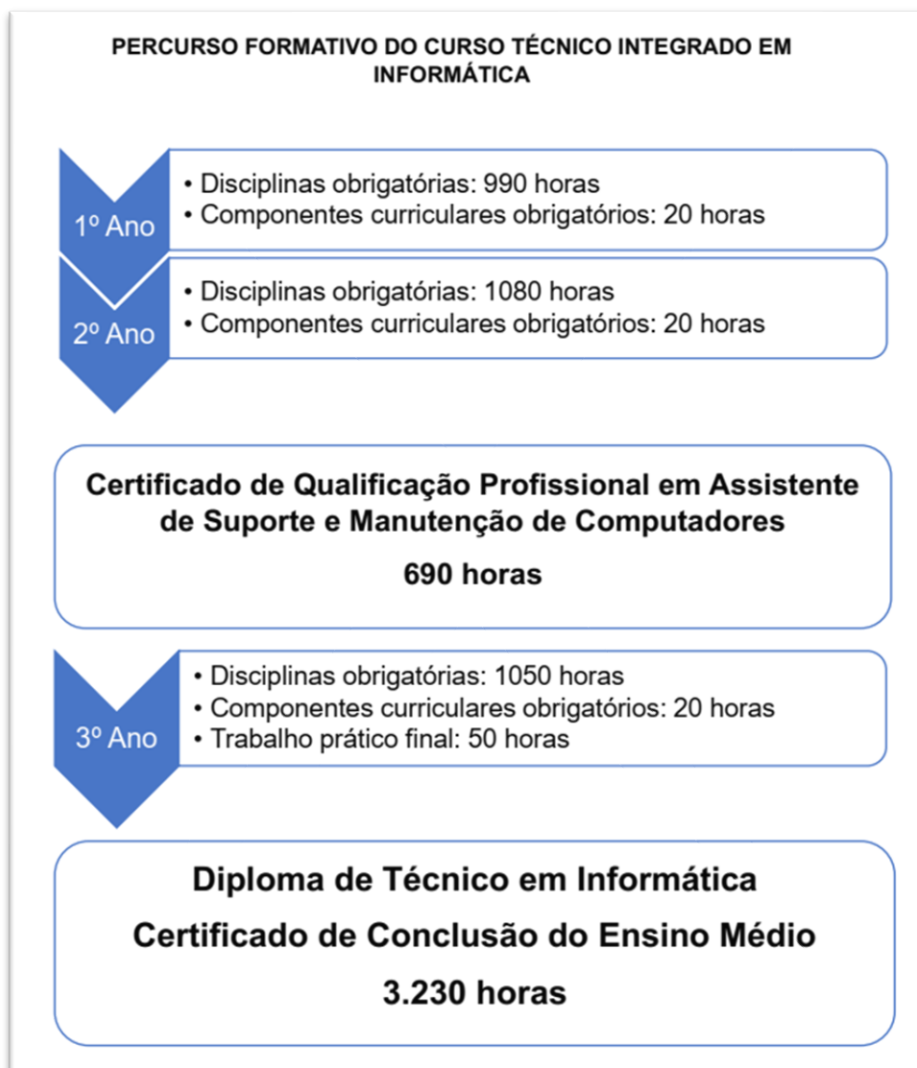 PERCURSO FORMATIVO DO CURSO TÉCNICO INTEGRADO EM
INFORMÁTICA
1º Ano
• Disciplinas obrigatórias: 990 horas
• Componentes curriculares obrigatórios: 20 horas
2º Ano
• Disciplinas obrigatórias: 1080 horas
• Componentes curriculares obrigatórios: 20 horas
Certificado de Qualificação Profissional em Assistente
de Suporte e Manutenção de Computadores
690 horas
3º Ano
• Disciplinas obrigatórias: 1050 horas
• Componentes curriculares obrigatórios: 20 horas
• Trabalho prático final: 50 horas
Diploma de Técnico em Informática
Certificado de Conclusão do Ensino Médio
3.230 horas